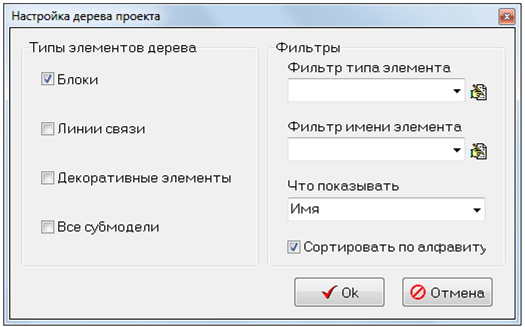 Настройка дерева проекта
Типы элементов дерева
Блоки
Линии связи
Декоративные элементы
Все субмодели
Фильтры
Фильтр типа элемента
Фильтр имени элемента
Что показывать
Имя
Сортировать по алфавиту
Ok
Отмена